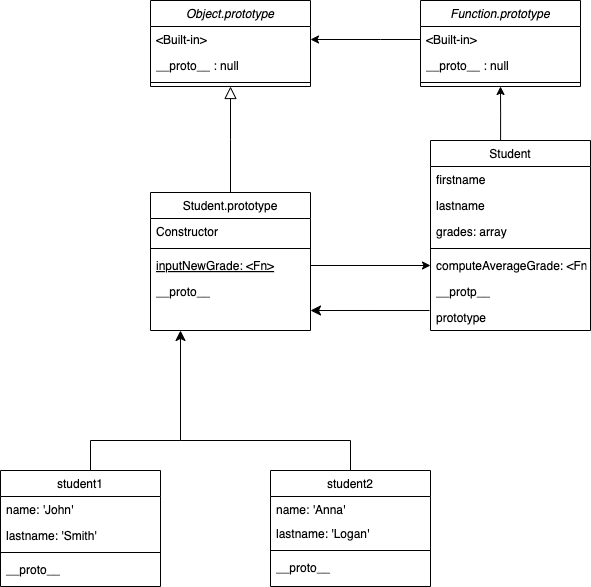 Object.prototype
<Built-in>
__proto__ : null
Function.prototype
<Built-in>
__proto__ : null
Student
firstname
lastname
grades: array
computeAverageGrade: <Fn
__protp__
prototype
Student.prototype
Constructor
inputNewGrade: <Fn>
__proto__
student1
name: 'John'
lastname: 'Smith'
__proto__
student2
name: 'Anna'
lastname: 'Logan'
__proto__